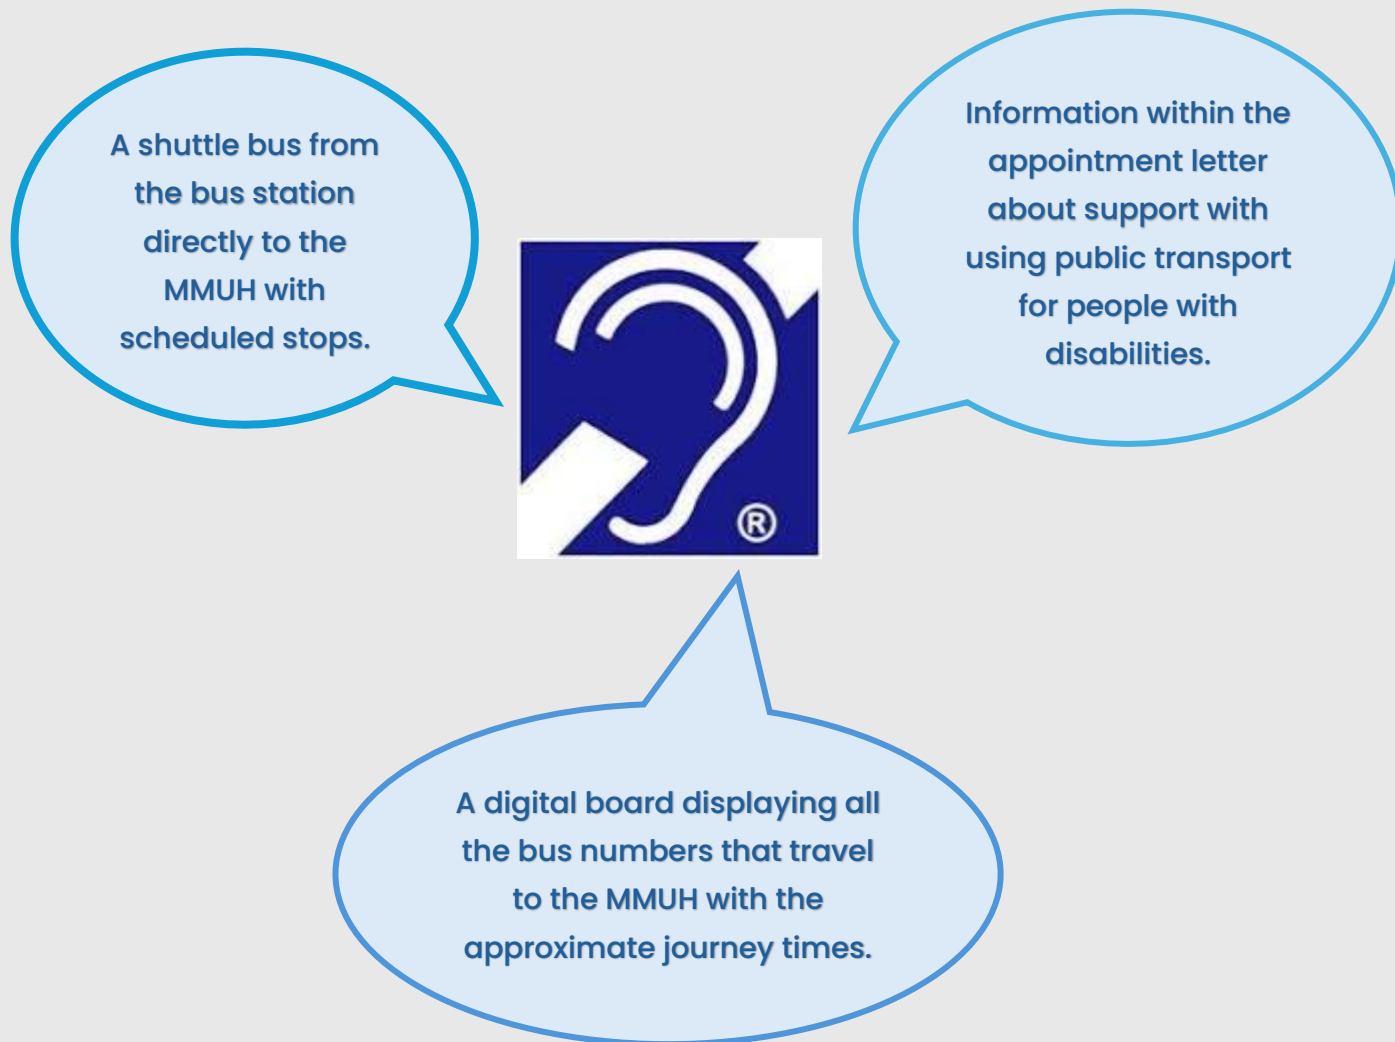 A shuttle bus from
the bus station
directly to the
MMUH with
scheduled stops.
Information within the
appointment letter
about support with
using public transport
for people with
disabilities.
®
A digital board displaying all
the bus numbers that travel
to the MMUH with the
approximate journey times.